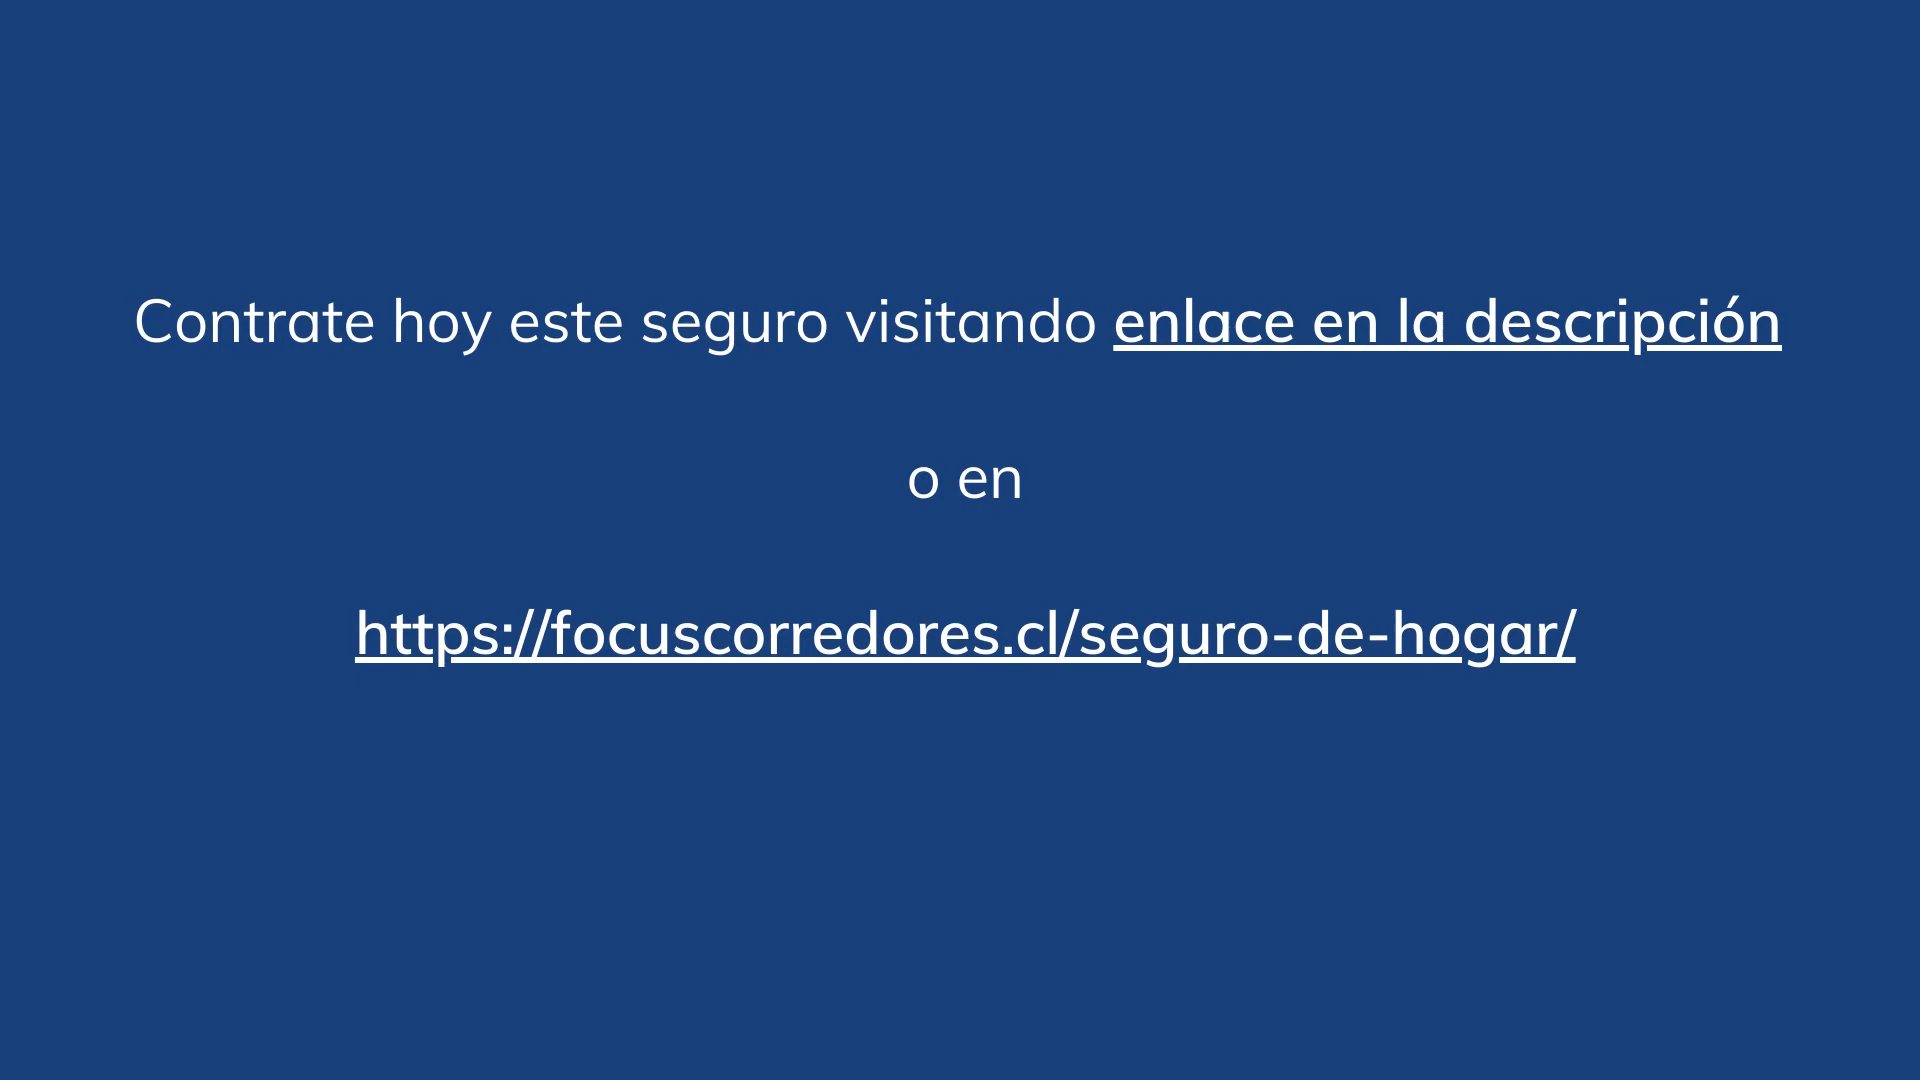 Contrate hoy este seguro visitando enlace en la descripción
o en
https://focuscorredores.cl/seguro-de-hogar/